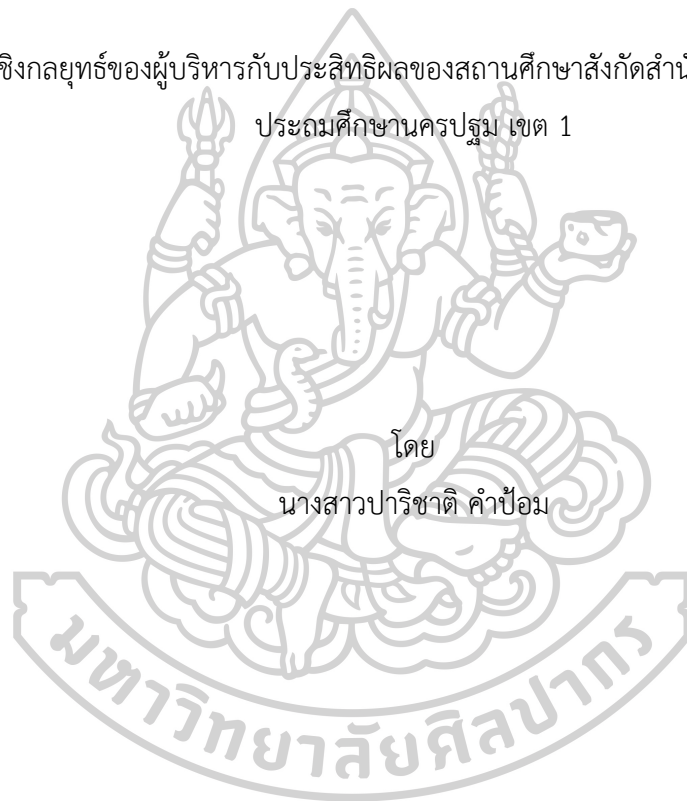 ชิงกลยุทธ์ของผู้บริหารกับประสิทธิผลของสถานศึกษาสังกัดสำนั
ประถมศึกษานครปฐม เขต 1
โดย
นางสาวปาริชาติ คำป้อม
มหาวิทยาลัยศิลปากร